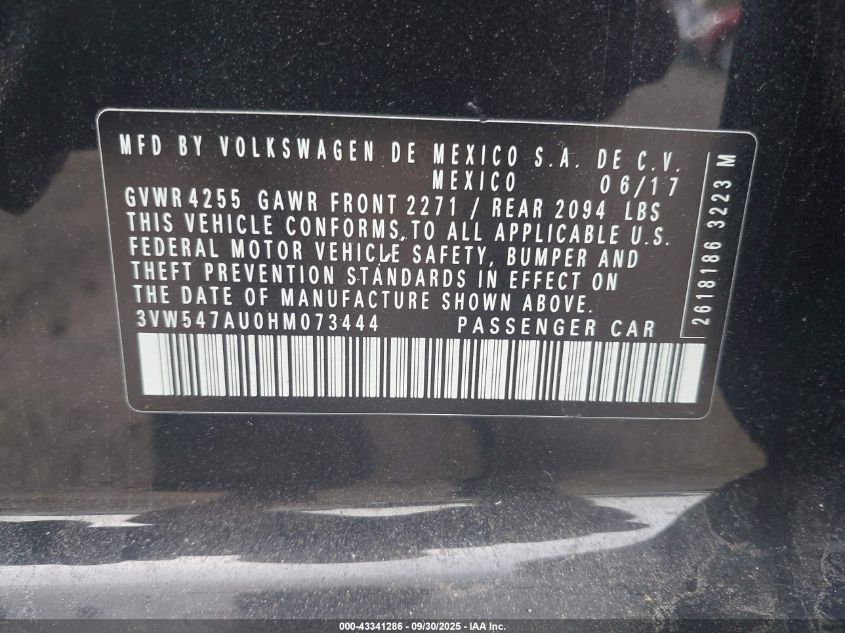 MFD BY VOLKSWAGEN DE MEXICO S.A. DE C.V.
MEXICO 06/17
GVWR 4255 GAWR FRONT 2271 / REAR 2094 LBS
THIS VEHICLE CONFORMS TO ALL APPLICABLE U.S.
FEDERAL MOTOR VEHICLE SAFETY, BUMPER AND
THEFT PREVENTION STANDARDS IN EFFECT ON
THE DATE OF MANUFACTURE SHOWN ABOVE.
3VW547AU0HM073444 PASSENGER CAR
2618186 3223 M
000-43341286 - 09/30/2025 - IAA Inc.